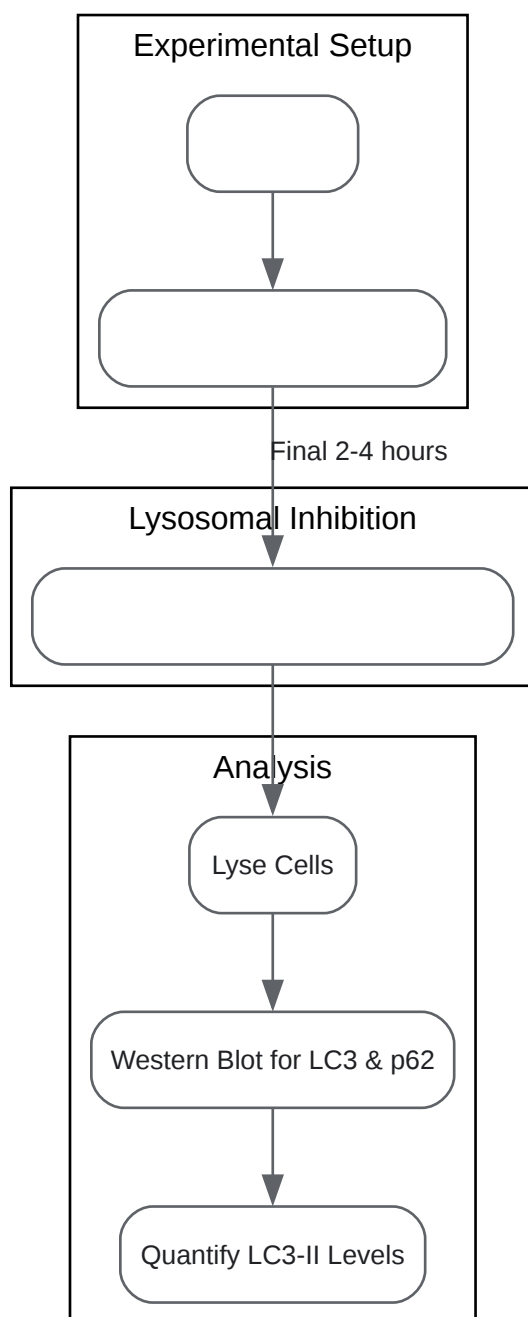 Experimental Setup
Final 2-4 hours
Lysosomal Inhibition
Analysis
Lyse Cells
Western Blot for LC3 & p62
Quantify LC3-II Levels